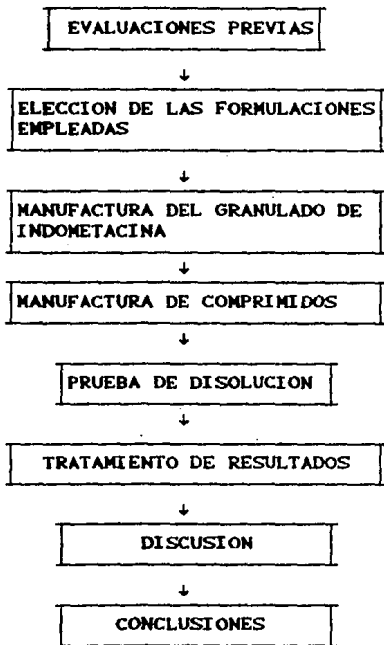 EVALUACIONES PREVIAS
↓
ELECCION DE LAS FORMULACIONES
EMPLEADAS
↓
MANUFACTURA DEL GRANULADO DE
INDOMETACINA
↓
MANUFACTURA DE COMPRIMIDOS
↓
PRUEBA DE DISOLUCION
↓
TRATAMIENTO DE RESULTADOS
↓
DISCUSION
↓
CONCLUSIONES